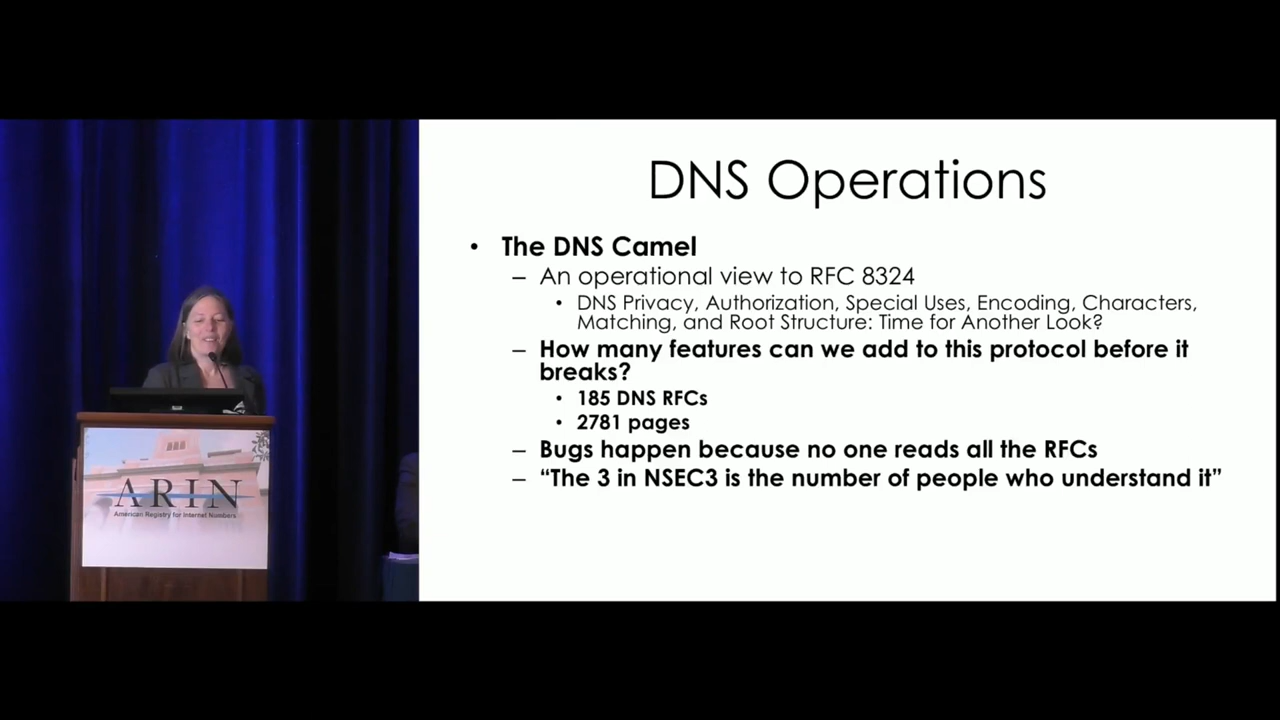 DNS Operations
• The DNS Camel
– An operational view to RFC 8324
• DNS Privacy, Authorization, Special Uses, Encoding, Characters,
Matching, and Root Structure: Time for Another Look?
– How many features can we add to this protocol before it
breaks?
• 185 DNS RFCs
• 2781 pages
– Bugs happen because no one reads all the RFCs
– “The 3 in NSEC3 is the number of people who understand it”
ARIN
American Registry for Internet Numbers